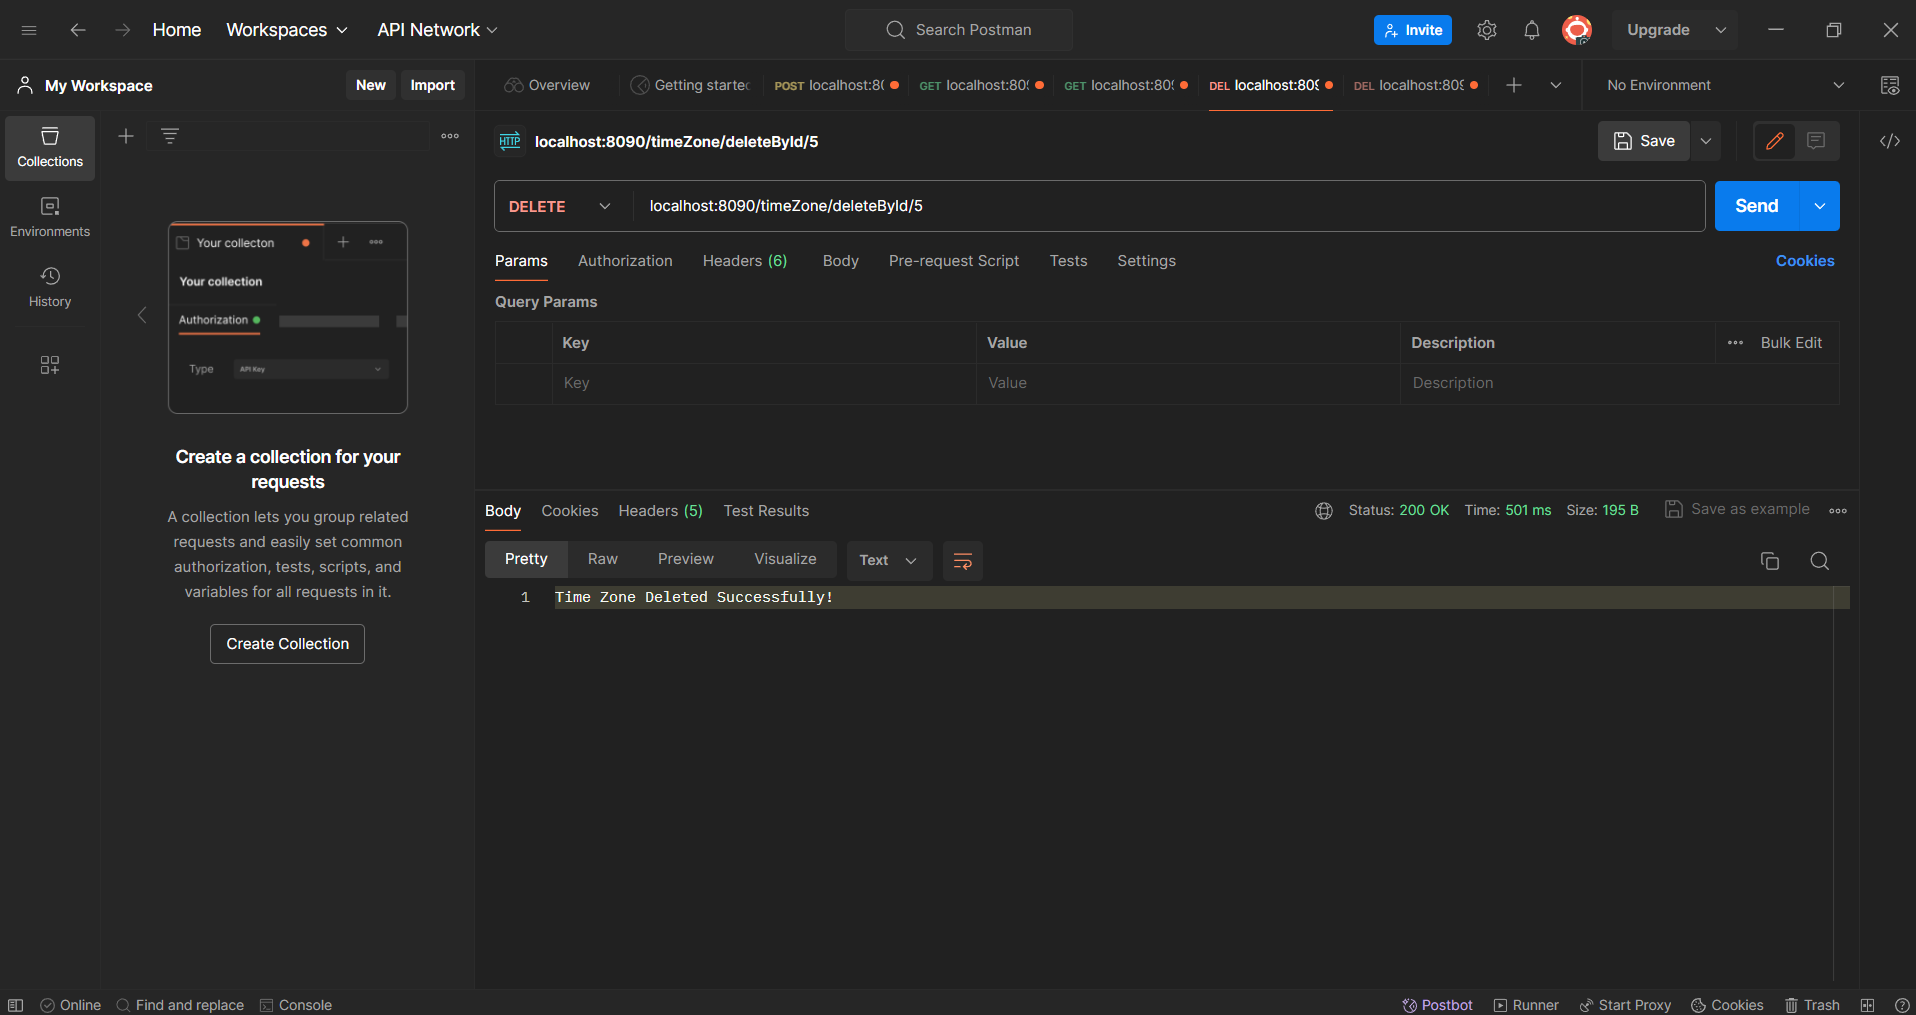 Home Workspaces API Network Search Postman Invite Upgrade
My Workspace New Import Overview Getting starte POST localhost:8 GET localhost:809 GET localhost:809 DEL localhost:809 DEL localhost:809 No Environment
HTTP localhost:8090/timeZone/deleteById/5 Save
Collections
Environments
History
Your collecton
Your collection
Authorization
Type API Key
Create a collection for your
requests
A collection lets you group related
requests and easily set common
authorization, tests, scripts, and
variables for all requests in it.
Create Collection
DELETE localhost:8090/timeZone/deleteById/5 Send
Params Authorization Headers (6) Body Pre-request Script Tests Settings Cookies
Query Params
Key Value Description Bulk Edit
Key Value Description
Body Cookies Headers (5) Test Results Status: 200 OK Time: 501 ms Size: 195 B Save as example
Pretty Raw Preview Visualize Text
1 Time Zone Deleted Successfully!
Online Find and replace Console Postbot Runner Start Proxy Cookies Trash